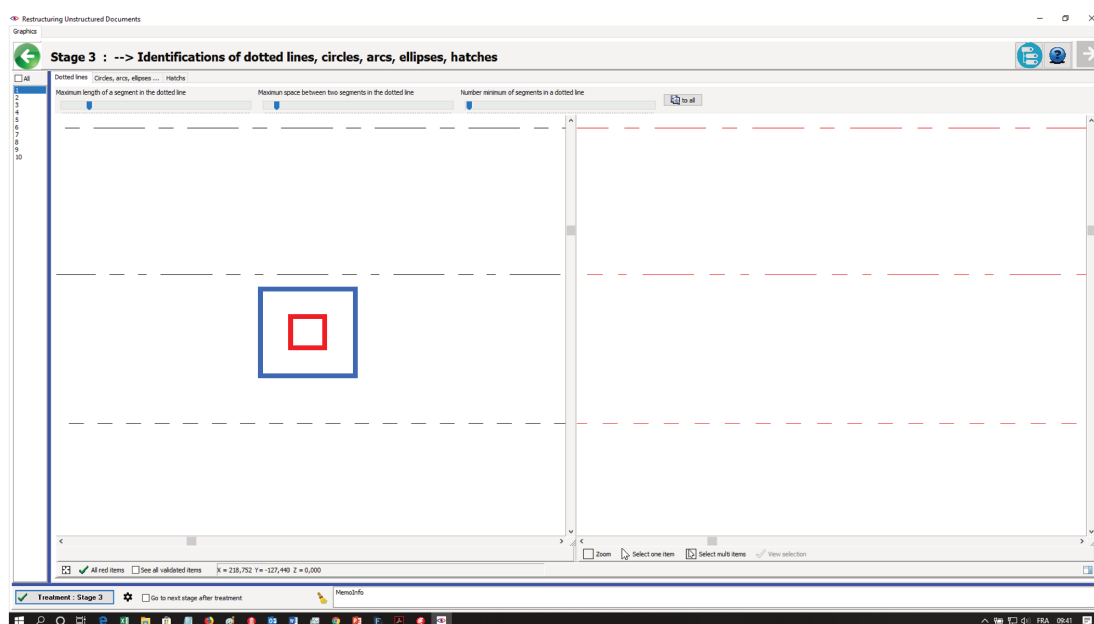 Restructuring Unstructured Documents
Graphics
Stage 3 : --> Identifications of dotted lines, circles, arcs, ellipses, hatches
All
Dotted lines Circles, arcs, ellipses ... Hatchs
Maximum length of a segment in the dotted line Maximun space between two segments in the dotted line Number minimum of segments in a dotted line
to all
1
2
3
4
5
6
7
8
9
10
Zoom Select one item Select multi items View selection
All red items See all validated items X = 218,752 Y = -127,440 Z = 0,000
Treatment : Stage 3 Go to next stage after treatment MemoInfo
FRA 09:41